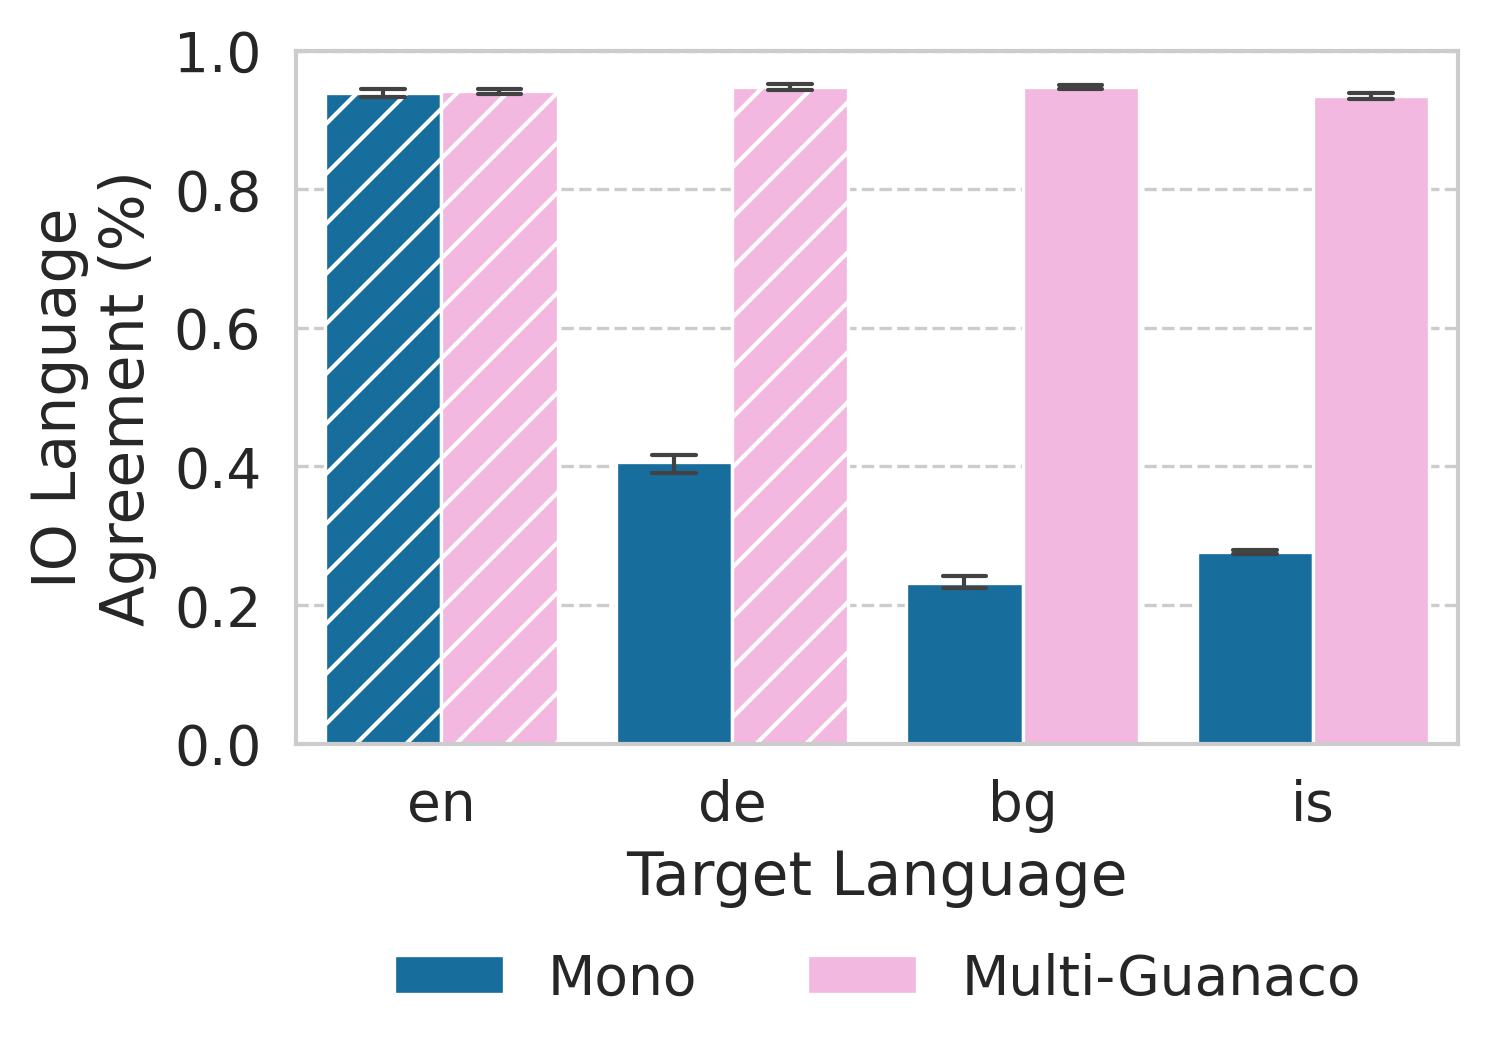 IO Language
Agreement (%)
1.0
0.8
0.6
0.4
0.2
0.0
en de bg is
Target Language
Mono Multi-Guanaco